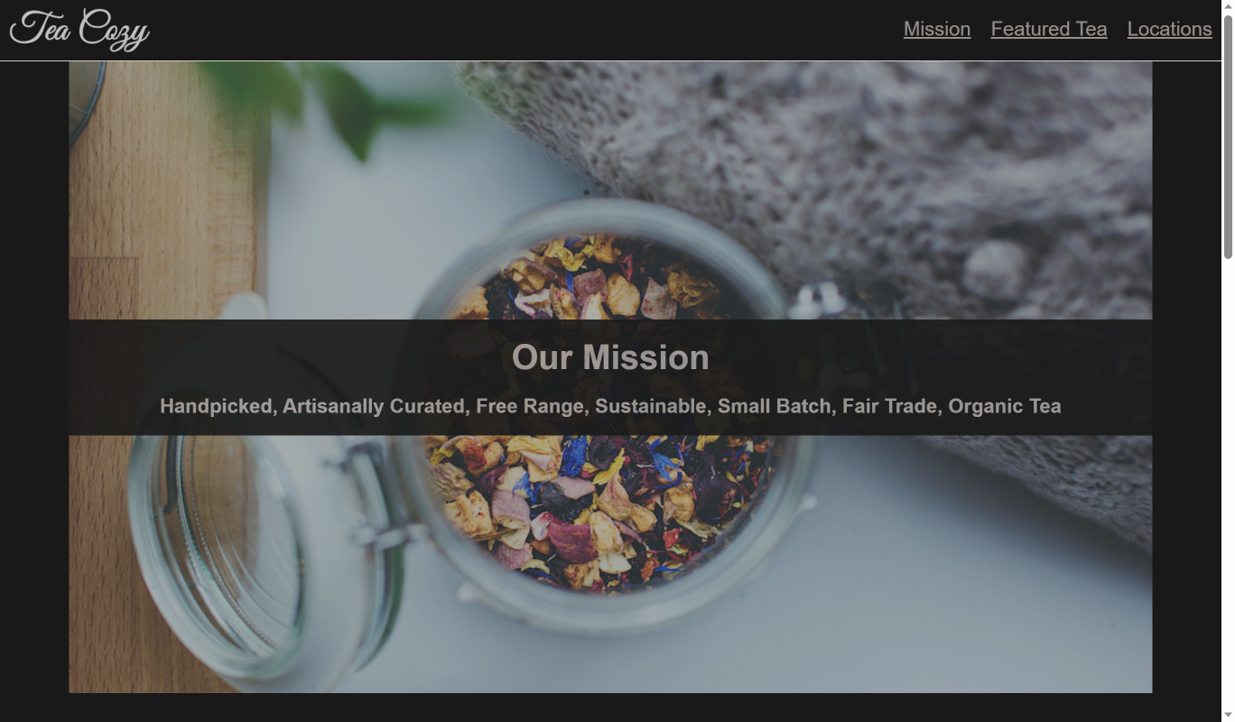 Tea Cozy
Mission Featured Tea Locations
Our Mission
Handpicked, Artisanally Curated, Free Range, Sustainable, Small Batch, Fair Trade, Organic Tea